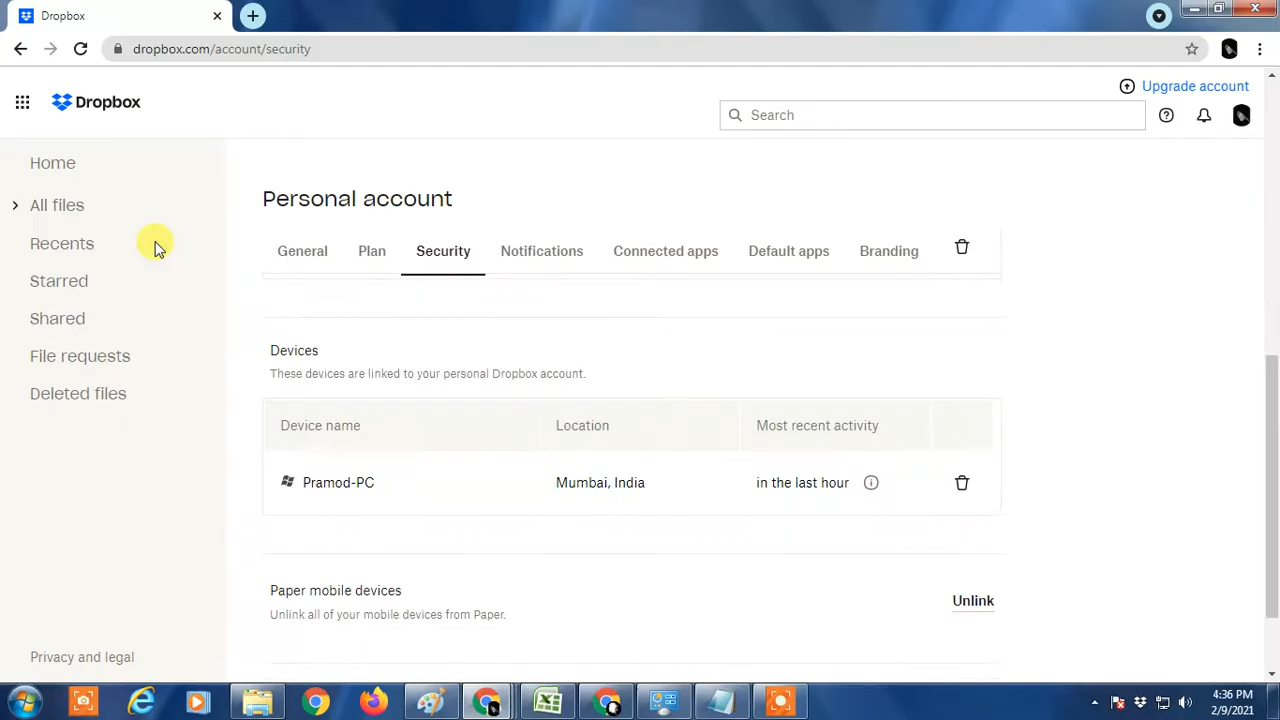 Dropbox
dropbox.com/account/security
Upgrade account
Dropbox
Search
Home
All files
Recents
Starred
Shared
File requests
Deleted files
Privacy and legal
Personal account
General Plan Security Notifications Connected apps Default apps Branding
Devices
These devices are linked to your personal Dropbox account.
Device name Location Most recent activity
Pramod-PC Mumbai, India in the last hour
Paper mobile devices
Unlink all of your mobile devices from Paper.
Unlink
4:36 PM
2/9/2021